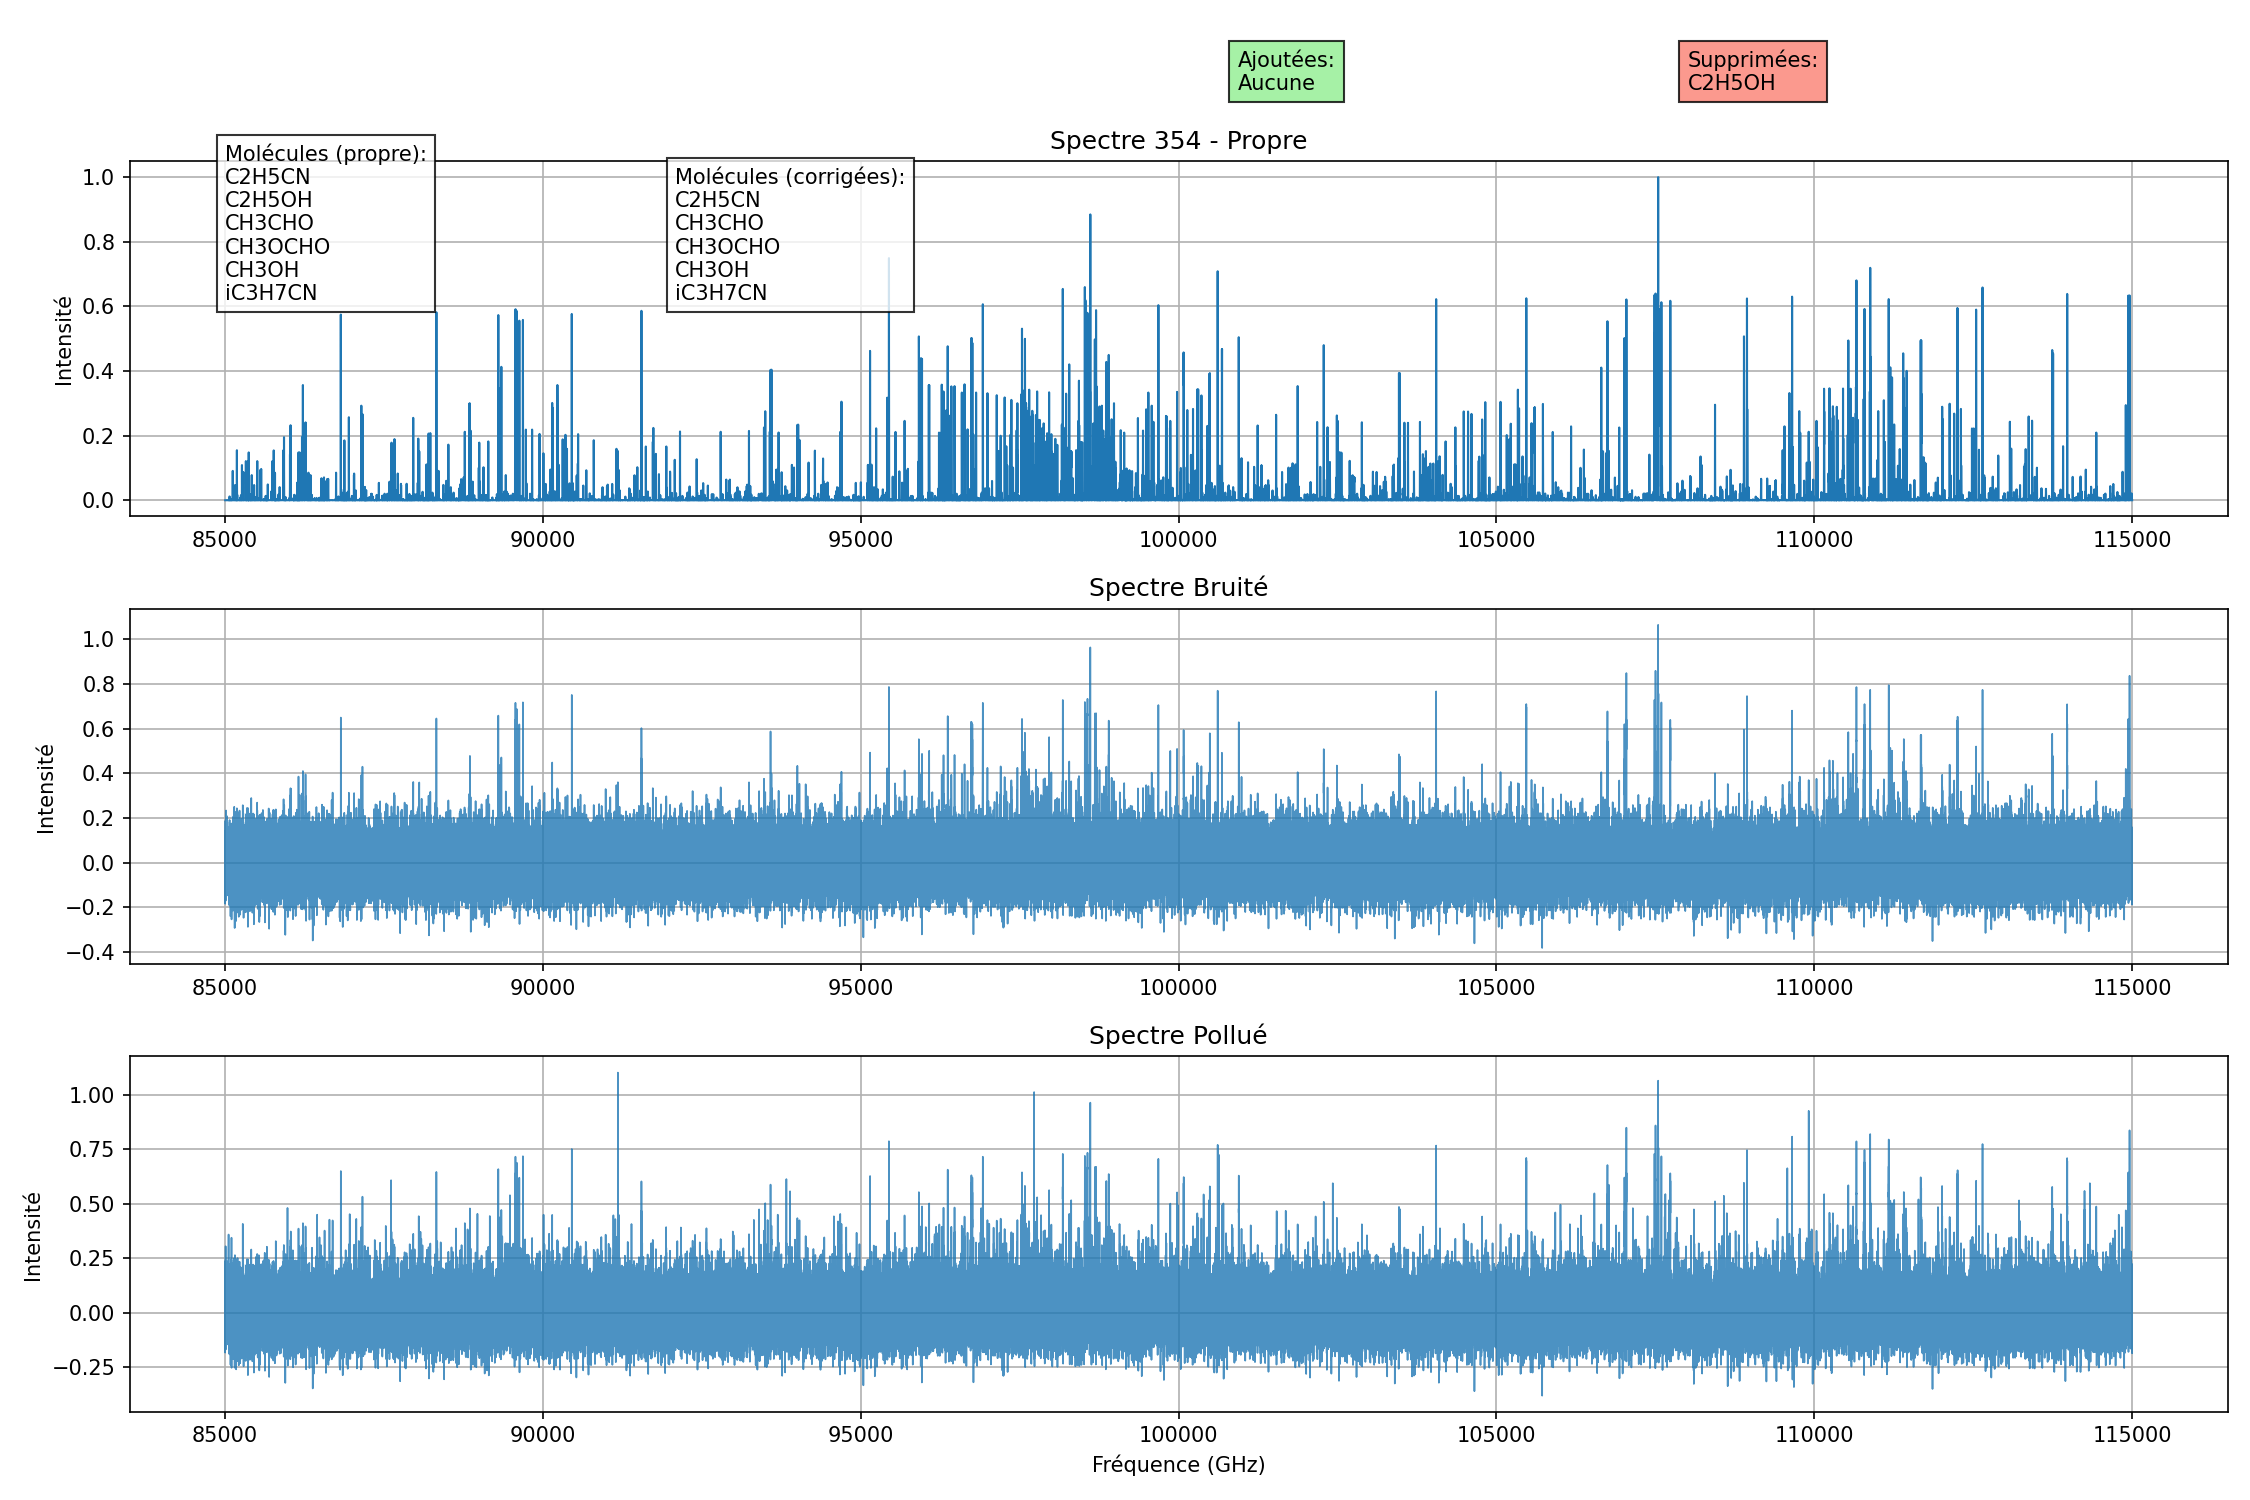 Ajoutées:
Aucune
Supprimées:
C2H5OH
Spectre 354 - Propre
Molécules (propre):
C2H5CN
C2H5OH
CH3CHO
CH3OCHO
CH3OH
iC3H7CN
Molécules (corrigées):
C2H5CN
CH3CHO
CH3OCHO
CH3OH
iC3H7CN
Intensité
1.0
0.8
0.6
0.4
0.2
0.0
85000 90000 95000 100000 105000 110000 115000
Spectre Bruité
Intensité
1.0
0.8
0.6
0.4
0.2
0.0
−0.2
−0.4
85000 90000 95000 100000 105000 110000 115000
Spectre Pollué
Intensité
1.00
0.75
0.50
0.25
0.00
−0.25
85000 90000 95000 100000 105000 110000 115000
Fréquence (GHz)